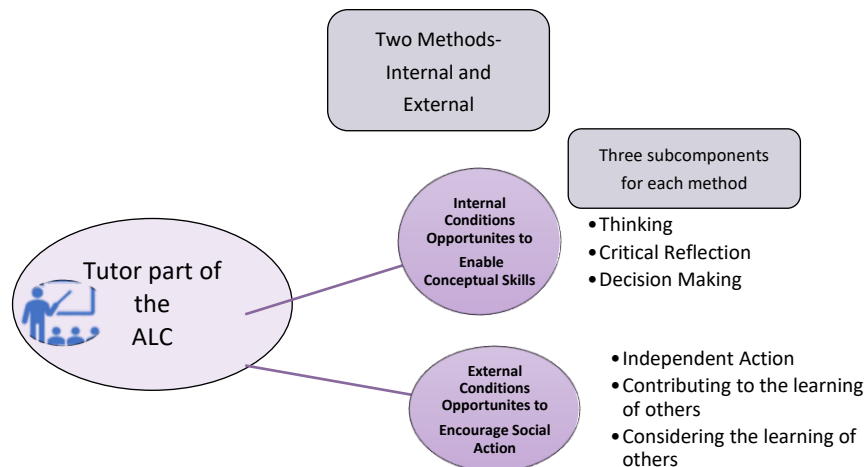 Two Methods-
Internal and
External
Three subcomponents
for each method
Internal
Conditions
Opportunites to
Enable
Conceptual Skills
•Thinking
•Critical Reflection
•Decision Making
Tutor part of
the
ALC
External
Conditions
Opportunites to
Encourage Social
Action
•Independent Action
•Contributing to the learning
of others
•Considering the learning of
others